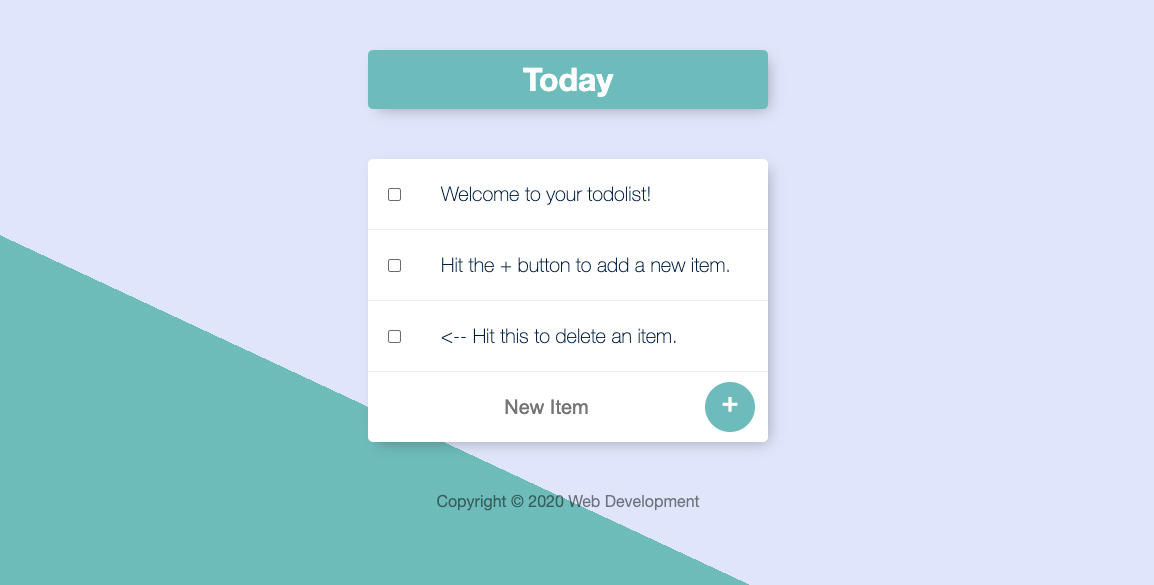 Today
Welcome to your todolist!
Hit the + button to add a new item.
<-- Hit this to delete an item.
New Item +
Copyright © 2020 Web Development